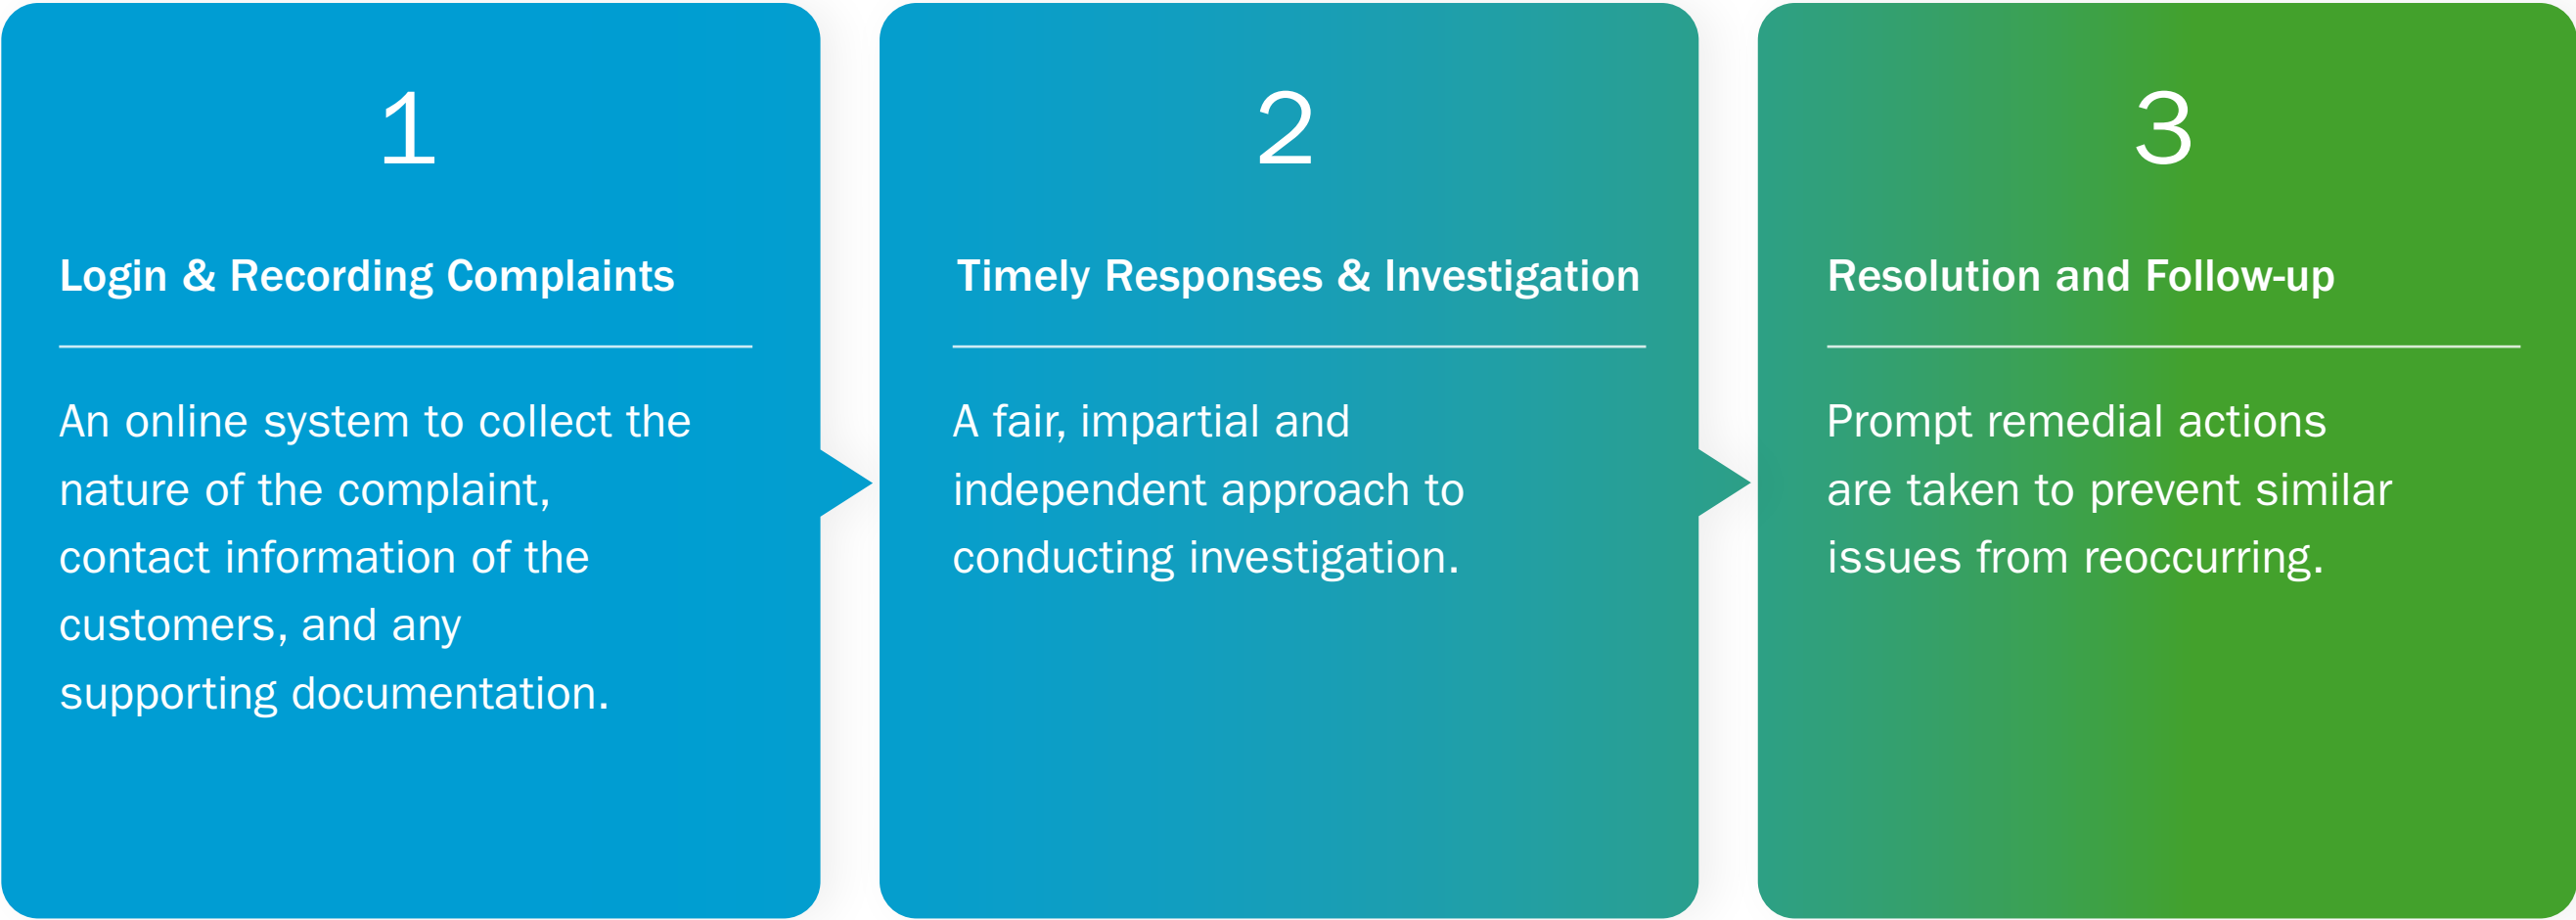 1
Login & Recording Complaints
An online system to collect the
nature of the complaint,
contact information of the
customers, and any
supporting documentation.
2
Timely Responses & Investigation
A fair, impartial and
independent approach to
conducting investigation.
3
Resolution and Follow-up
Prompt remedial actions
are taken to prevent similar
issues from reoccurring.